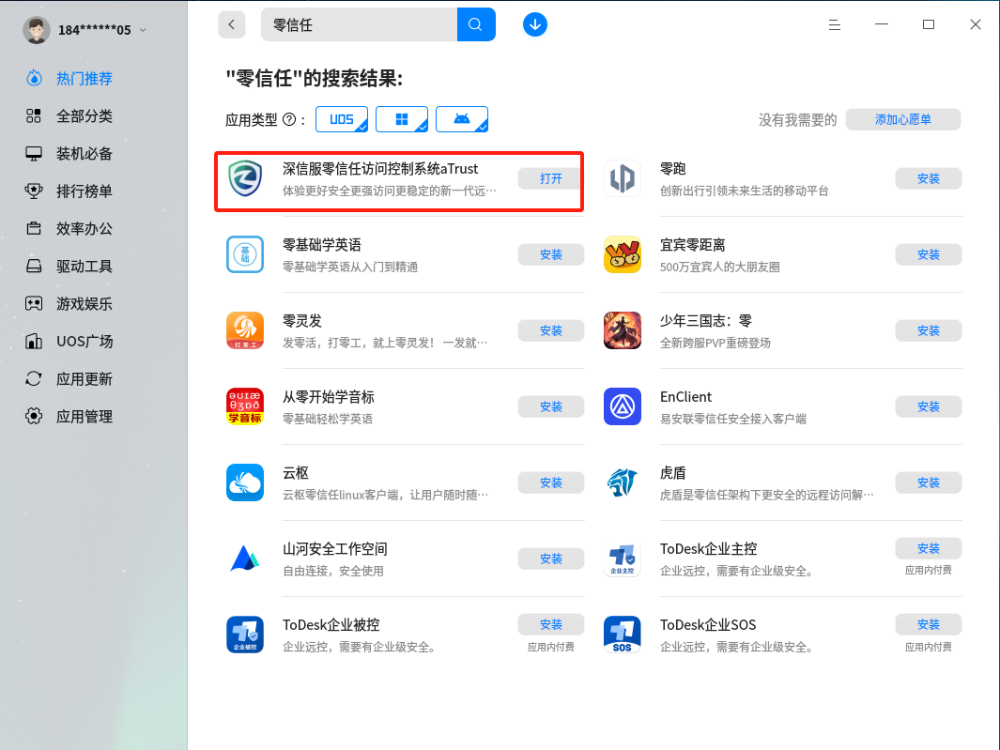 184******05
零信任
热门推荐
全部分类
装机必备
排行榜单
效率办公
驱动工具
游戏娱乐
UOS广场
应用更新
应用管理
"零信任"的搜索结果:
应用类型 ? :
UOS
没有我需要的
添加心愿单
深信服零信任访问控制系统aTrust
体验更好安全更强访问更稳定的新一代远…
打开
零跑
创新出行引领未来生活的移动平台
安装
基
础
零基础学英语
零基础学英语从入门到精通
安装
宜宾零距离
500万宜宾人的大朋友圈
安装
打零工
零灵发
发零活，打零工，就上零灵发！ 一发就…
安装
少年三国志：零
全新跨服PVP重磅登场
安装
əʊɪæ
θʒɒð
学音标
从零开始学音标
零基础轻松学英语
安装
EnClient
易安联零信任安全接入客户端
安装
云枢
云枢零信任linux客户端，让用户随时随…
安装
虎盾
虎盾是零信任架构下更安全的远程访问解…
安装
山河安全工作空间
自由连接，安全使用
安装
企业主控
ToDesk企业主控
企业远控，需要有企业级安全。
安装
应用内付费
企业被控
ToDesk企业被控
企业远控，需要有企业级安全。
安装
应用内付费
SOS
ToDesk企业SOS
企业远控，需要有企业级安全。
安装
应用内付费